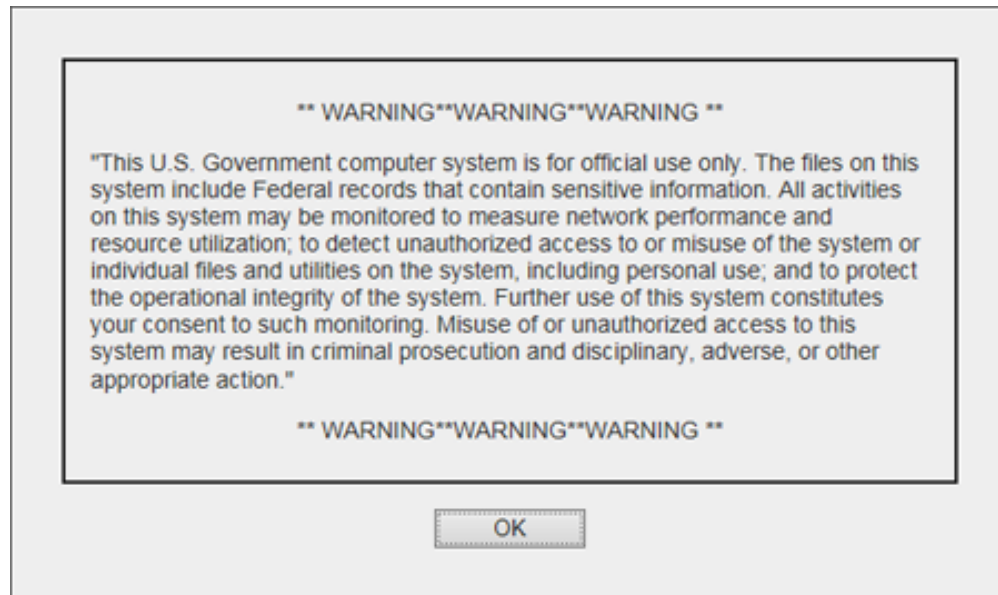 ** WARNING**WARNING**WARNING **
"This U.S. Government computer system is for official use only. The files on this
system include Federal records that contain sensitive information. All activities
on this system may be monitored to measure network performance and
resource utilization; to detect unauthorized access to or misuse of the system or
individual files and utilities on the system, including personal use; and to protect
the operational integrity of the system. Further use of this system constitutes
your consent to such monitoring. Misuse of or unauthorized access to this
system may result in criminal prosecution and disciplinary, adverse, or other
appropriate action."
** WARNING**WARNING**WARNING **
OK